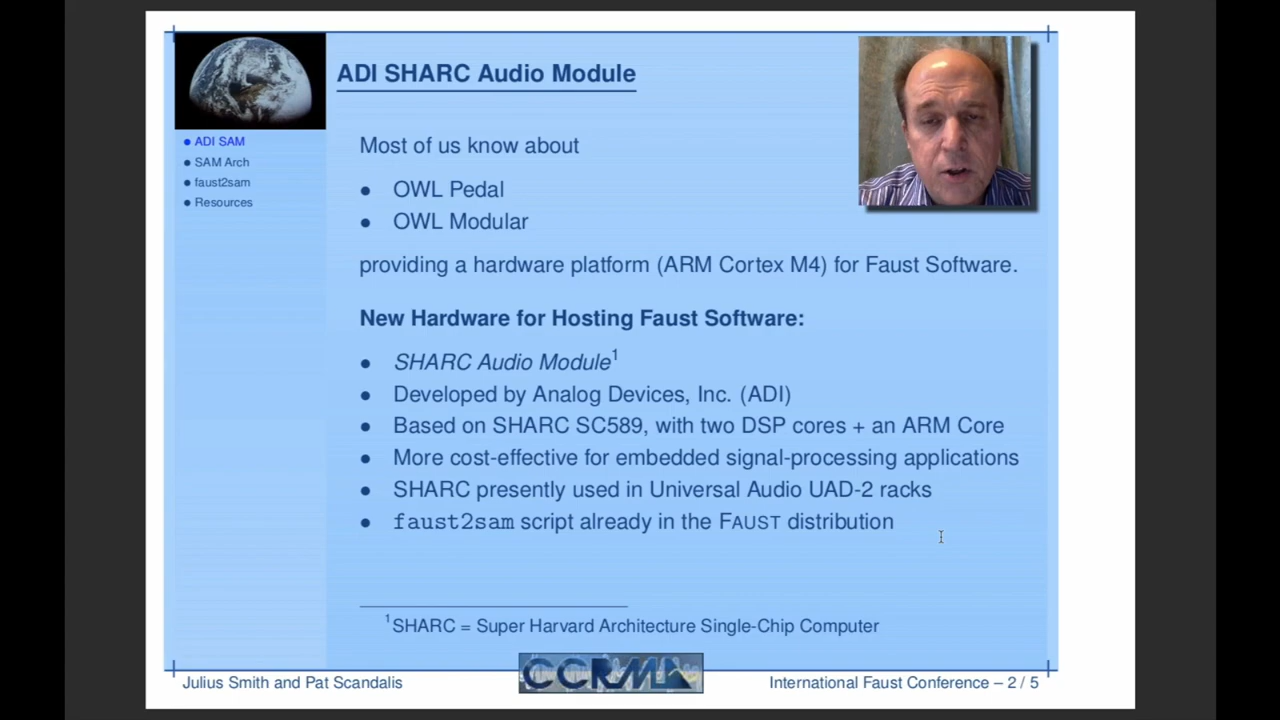 ADI SHARC Audio Module
● ADI SAM
● SAM Arch
● faust2sam
● Resources
Most of us know about
● OWL Pedal
● OWL Modular
providing a hardware platform (ARM Cortex M4) for Faust Software.
New Hardware for Hosting Faust Software:
● SHARC Audio Module¹
● Developed by Analog Devices, Inc. (ADI)
● Based on SHARC SC589, with two DSP cores + an ARM Core
● More cost-effective for embedded signal-processing applications
● SHARC presently used in Universal Audio UAD-2 racks
● faust2sam script already in the FAUST distribution
¹SHARC = Super Harvard Architecture Single-Chip Computer
Julius Smith and Pat Scandalis
CCRMA
International Faust Conference – 2 / 5